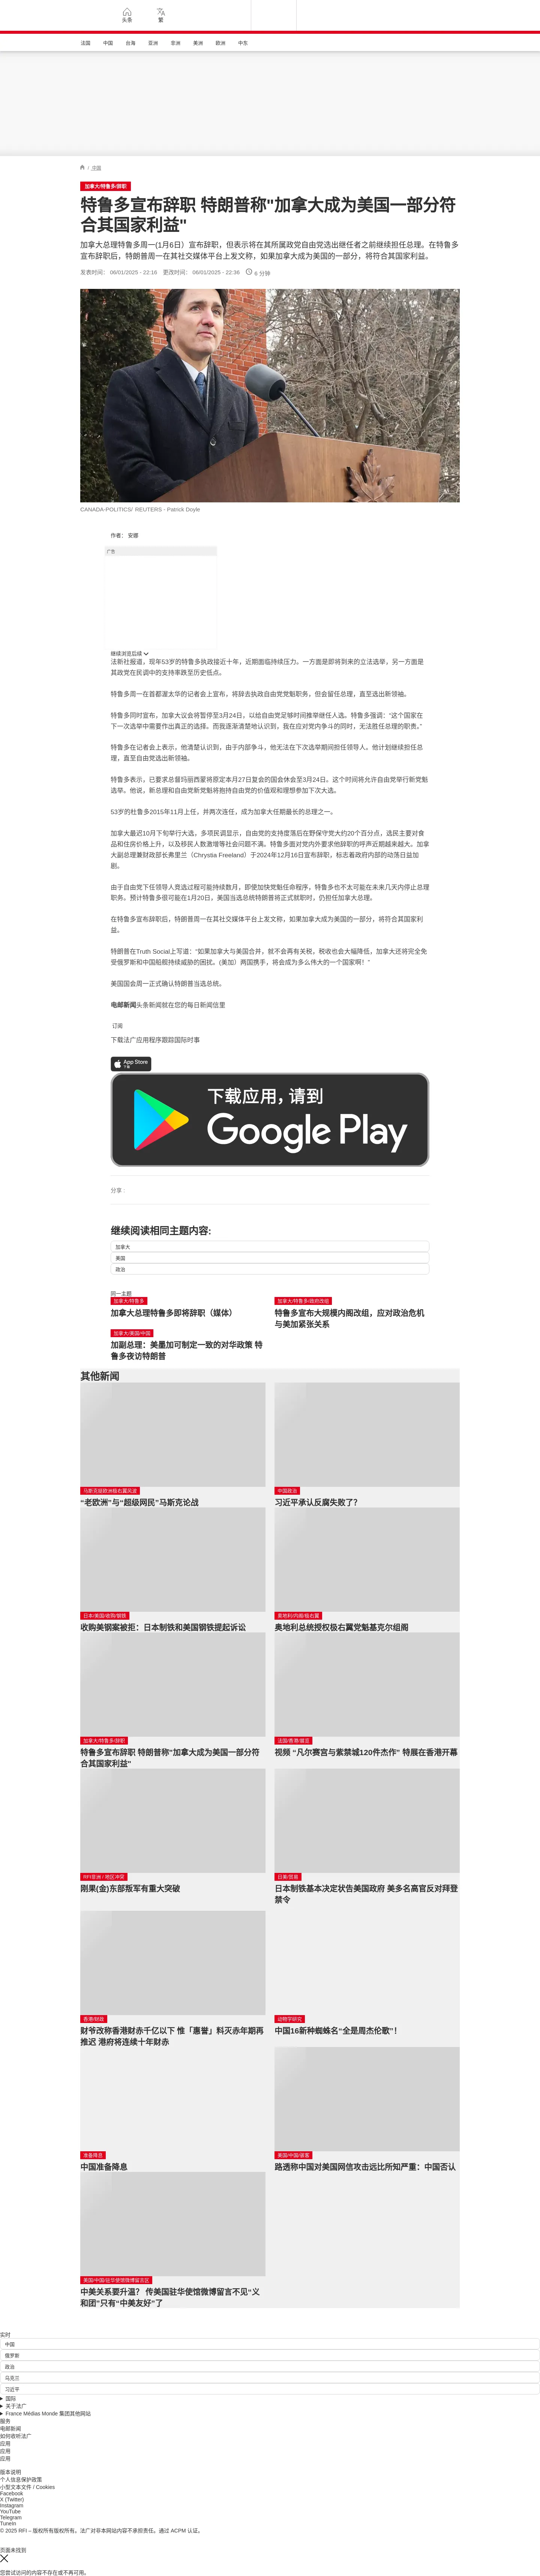 头条
繁
法国
中国
台海
亚洲
非洲
美洲
欧洲
中东
/ 中国
加拿大/特鲁多/辞职
特鲁多宣布辞职 特朗普称"加拿大成为美国一部分符
合其国家利益"
加拿大总理特鲁多周一(1月6日）宣布辞职，但表示将在其所属政党自由党选出继任者之前继续担任总理。在特鲁多
宣布辞职后，特朗普周一在其社交媒体平台上发文称，如果加拿大成为美国的一部分，将符合其国家利益。
发表时间： 06/01/2025 - 22:16 更改时间： 06/01/2025 - 22:36 6 分钟
CANADA-POLITICS/ REUTERS - Patrick Doyle
作者： 安娜
广告
继续浏览后续
法新社报道，现年53岁的特鲁多执政接近十年，近期面临持续压力。一方面是即将到来的立法选举，另一方面是
其政党在民调中的支持率跌至历史低点。
特鲁多周一在首都渥太华的记者会上宣布，将辞去执政自由党党魁职务，但会留任总理，直至选出新领袖。
特鲁多同时宣布，加拿大议会将暂停至3月24日，以给自由党足够时间推举继任人选。特鲁多强调：“这个国家在
下一次选举中需要作出真正的选择。而我逐渐清楚地认识到，我在应对党内争斗的同时，无法胜任总理的职责。”
特鲁多在记者会上表示，他清楚认识到，由于内部争斗，他无法在下次选举期间担任领导人。他计划继续担任总
理，直至自由党选出新领袖。
特鲁多表示，已要求总督玛丽西蒙将原定本月27日复会的国会休会至3月24日。这个时间将允许自由党举行新党魁
选举。他说，新总理和自由党新党魁将抱持自由党的价值观和理想参加下次大选。
53岁的杜鲁多2015年11月上任，并两次连任，成为加拿大任期最长的总理之一。
加拿大最迟10月下旬举行大选，多项民调显示，自由党的支持度落后在野保守党大约20个百分点，选民主要对食
品和住房价格上升，以及移民人数激增等社会问题不满。特鲁多面对党内外要求他辞职的呼声近期越来越大。加拿
大副总理兼财政部长弗里兰（Chrystia Freeland）于2024年12月16日宣布辞职，标志着政府内部的动荡日益加
剧。
由于自由党下任领导人竞选过程可能持续数月，即使加快党魁任命程序，特鲁多也不太可能在未来几天内停止总理
职务。预计特鲁多很可能在1月20日，美国当选总统特朗普将正式就职时，仍担任加拿大总理。
在特鲁多宣布辞职后，特朗普周一在其社交媒体平台上发文称，如果加拿大成为美国的一部分，将符合其国家利
益。
特朗普在Truth Social上写道：“如果加拿大与美国合并，就不会再有关税，税收也会大幅降低，加拿大还将完全免
受俄罗斯和中国船艇持续威胁的困扰。(美加）两国携手，将会成为多么伟大的一个国家啊！”
美国国会周一正式确认特朗普当选总统。
电邮新闻头条新闻就在您的每日新闻信里
订阅
下载法广应用程序跟踪国际时事
App Store
下载
下载应用，请到
Google Play
分享 :
继续阅读相同主题内容:
加拿大
美国
政治
同一主题
加拿大/特鲁多
加拿大总理特鲁多即将辞职（媒体）
加拿大/特鲁多/政府改组
特鲁多宣布大规模内阁改组，应对政治危机
与美加紧张关系
加拿大/美国/中国
加副总理：美墨加可制定一致的对华政策 特
鲁多夜访特朗普
其他新闻
马斯克挺欧洲极右翼风波
“老欧洲”与“超级网民”马斯克论战
中国政治
习近平承认反腐失败了?
日本/美国/收购/钢铁
收购美钢案被拒：日本制铁和美国钢铁提起诉讼
奥地利/内阁/极右翼
奥地利总统授权极右翼党魁基克尔组阁
加拿大/特鲁多/辞职
特鲁多宣布辞职 特朗普称"加拿大成为美国一部分符
合其国家利益"
法国/香港/展览
视频 “凡尔赛宫与紫禁城120件杰作” 特展在香港开幕
RFI非洲 / 地区冲突
刚果(金)东部叛军有重大突破
日美/贸易
日本制铁基本决定状告美国政府 美多名高官反对拜登
禁令
香港/财政
财爷改称香港财赤千亿以下 惟「惠誉」料灭赤年期再
推迟 港府将连续十年财赤
动物学研究
中国16新种蜘蛛名“全是周杰伦歌”！
准备降息
中国准备降息
美国/中国/骇客
路透称中国对美国网信攻击远比所知严重：中国否认
美国/中国/驻华使馆微博留言区
中美关系要升温？ 传美国驻华使馆微博留言不见“义
和团”只有“中美友好”了
实时
中国
俄罗斯
政治
乌克兰
习近平
国际
关于法广
France Médias Monde 集团其他网站
服务
电邮新闻
如何收听法广
应用
应用
应用
版本说明
个人信息保护政策
小型文本文件 / Cookies
Facebook
X (Twitter)
Instagram
YouTube
Telegram
TuneIn
© 2025 RFI – 版权所有版权所有。法广对非本网站内容不承担责任。通过 ACPM 认证。
页面未找到
您尝试访问的内容不存在或不再可用。